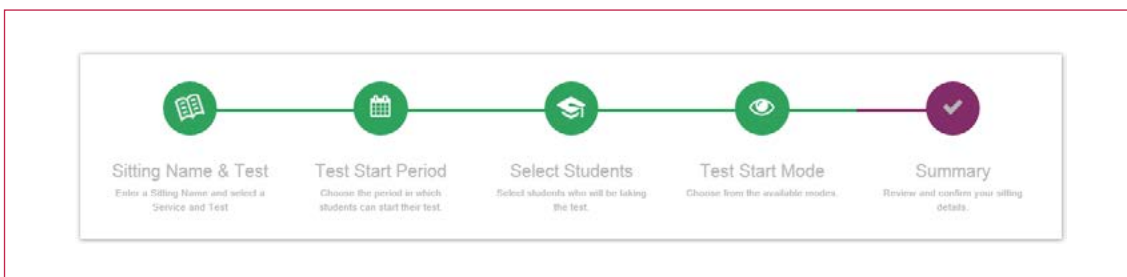 Sitting Name & Test
Enter a Sitting Name and select a
Service and Test
Test Start Period
Choose the period in which
students can start their test.
Select Students
Select students who will be taking
the test.
Test Start Mode
Choose from the available modes.
Summary
Review and confirm your sitting
details.